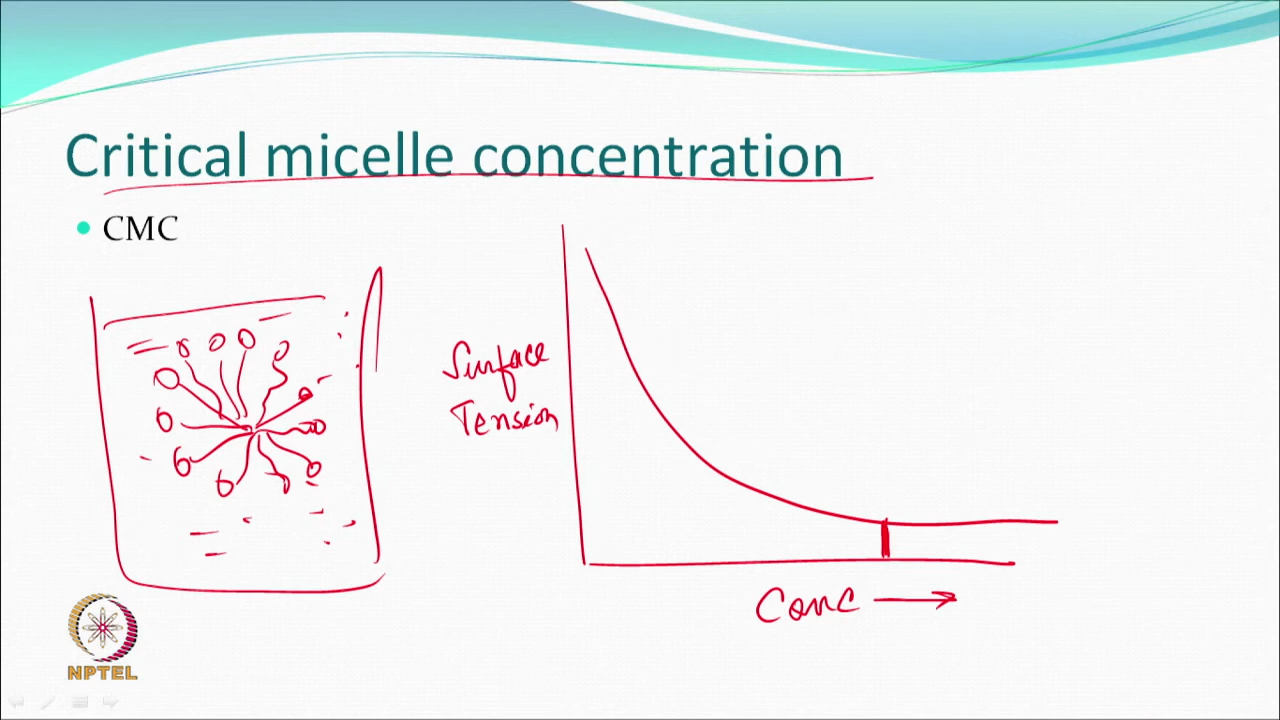 Critical micelle concentration
CMC
Surface
Tension
Conc
NPTEL